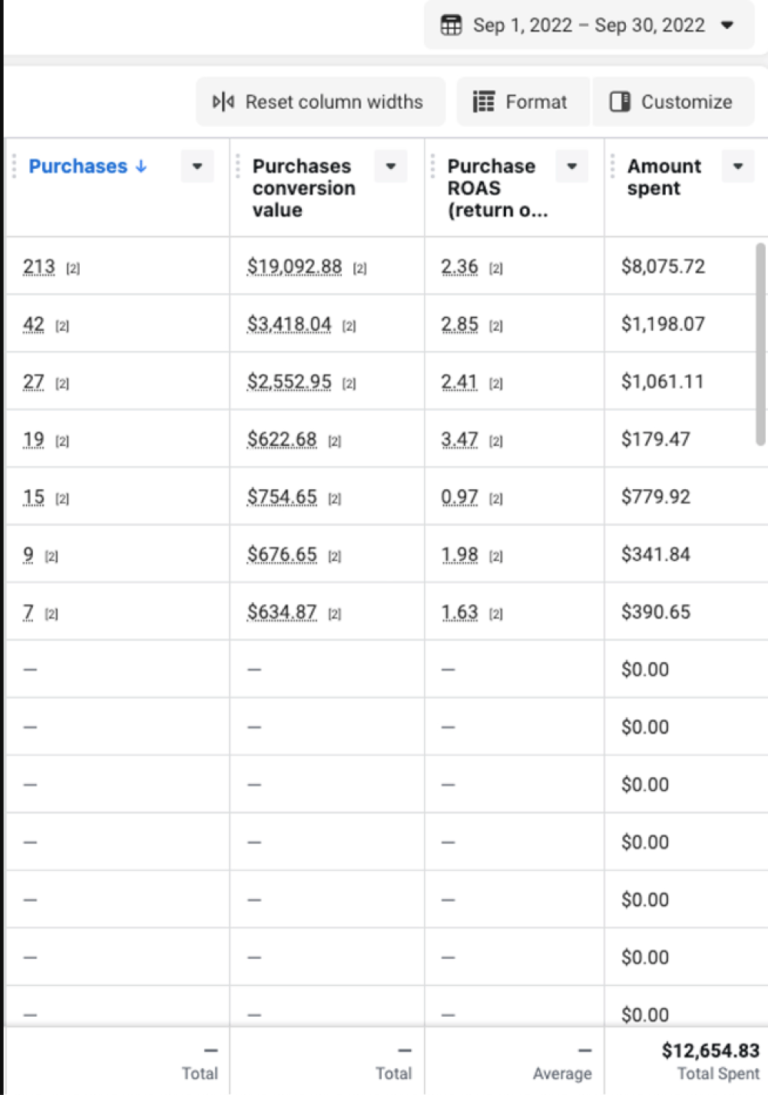 Sep 1, 2022 – Sep 30, 2022
Reset column widths Format Customize
Purchases ↓ Purchases conversion value Purchase ROAS (return o... Amount spent
213 [2] $19,092.88 [2] 2.36 [2] $8,075.72
42 [2] $3,418.04 [2] 2.85 [2] $1,198.07
27 [2] $2,552.95 [2] 2.41 [2] $1,061.11
19 [2] $622.68 [2] 3.47 [2] $179.47
15 [2] $754.65 [2] 0.97 [2] $779.92
9 [2] $676.65 [2] 1.98 [2] $341.84
7 [2] $634.87 [2] 1.63 [2] $390.65
— — — $0.00
— — — $0.00
— — — $0.00
— — — $0.00
— — — $0.00
— — — $0.00
— — — $0.00
— — — $12,654.83
Total Total Average Total Spent